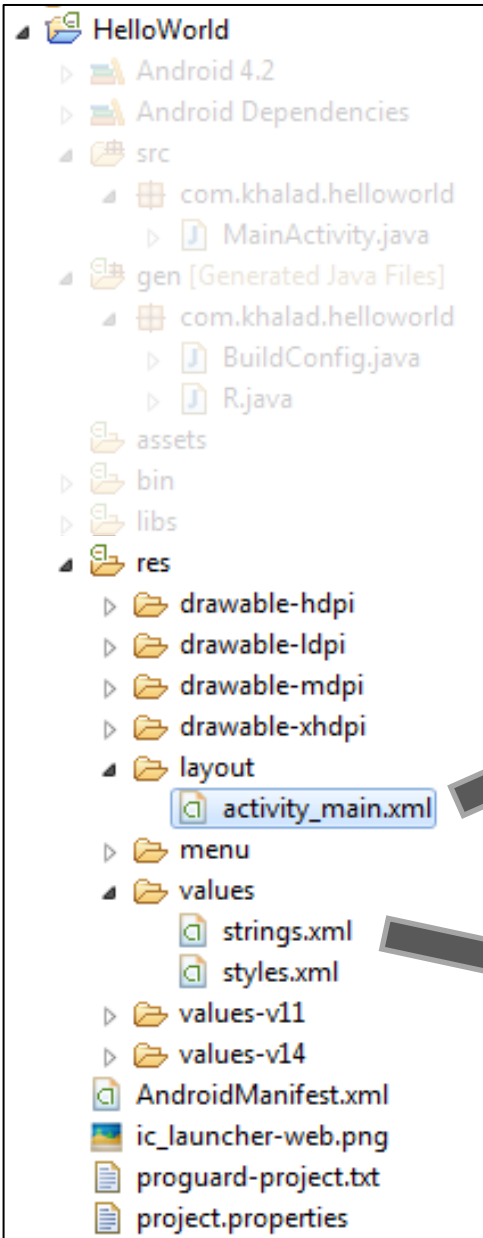 HelloWorld
Android 4.2
Android Dependencies
src
com.khalad.helloworld
MainActivity.java
gen [Generated Java Files]
com.khalad.helloworld
BuildConfig.java
R.java
assets
bin
libs
res
drawable-hdpi
drawable-ldpi
drawable-mdpi
drawable-xhdpi
layout
activity_main.xml
menu
values
strings.xml
styles.xml
values-v11
values-v14
AndroidManifest.xml
ic_launcher-web.png
proguard-project.txt
project.properties